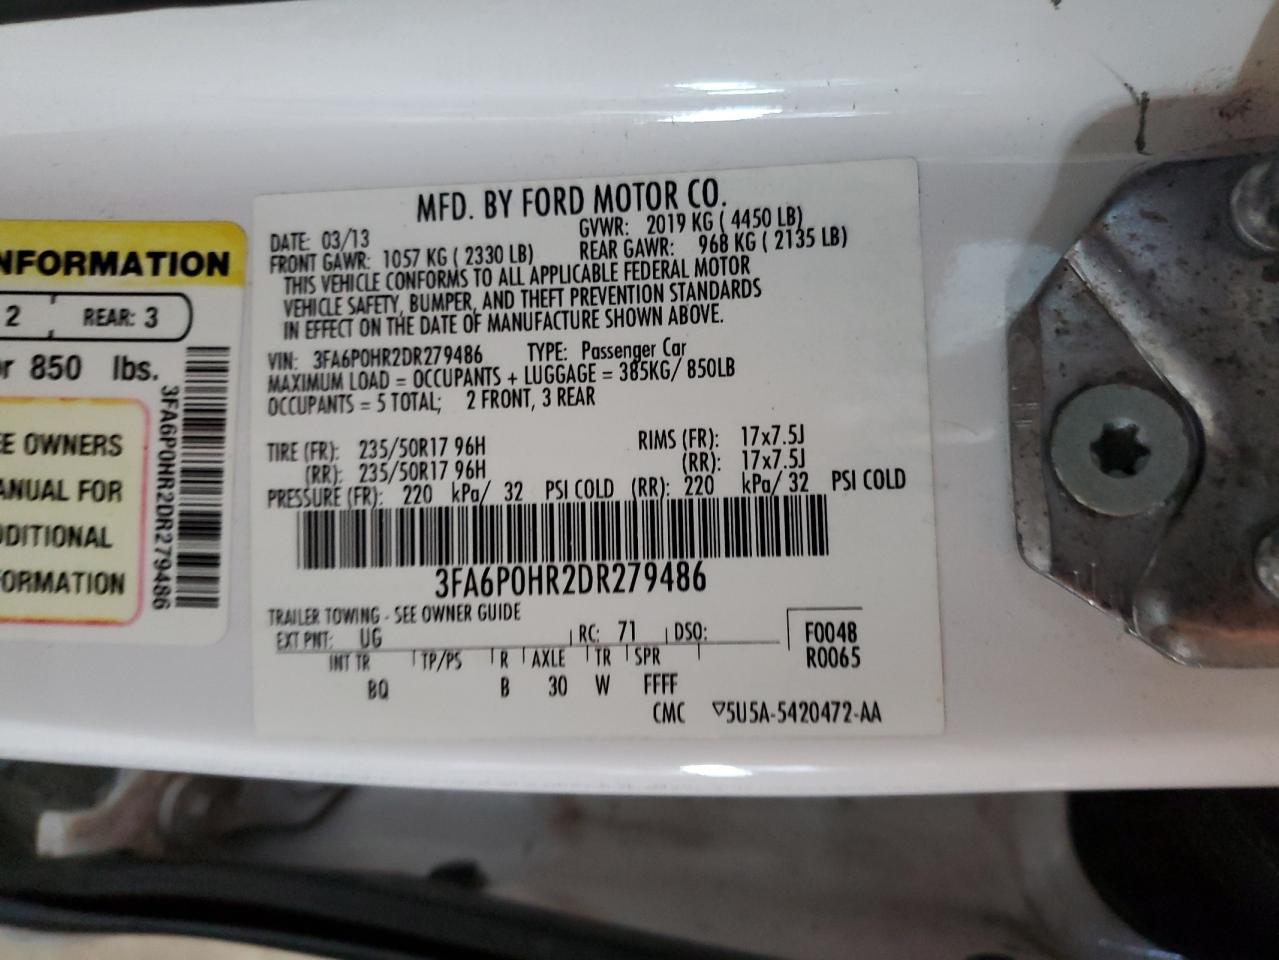 NFORMATION
2 REAR: 3
850 lbs.
3FA6P0HR2DR279486
OWNERS
FOR
MFD. BY FORD MOTOR CO.
DATE: 03/13 GVWR: 2019 KG ( 4450 LB)
FRONT GAWR: 1057 KG ( 2330 LB) REAR GAWR: 968 KG ( 2135 LB)
THIS VEHICLE CONFORMS TO ALL APPLICABLE FEDERAL MOTOR
VEHICLE SAFETY, BUMPER, AND THEFT PREVENTION STANDARDS
IN EFFECT ON THE DATE OF MANUFACTURE SHOWN ABOVE.
VIN: 3FA6P0HR2DR279486 TYPE: Passenger Car
MAXIMUM LOAD = OCCUPANTS + LUGGAGE = 385KG/ 850LB
OCCUPANTS = 5 TOTAL; 2 FRONT, 3 REAR
TIRE (FR): 235/50R17 96H RIMS (FR): 17x7.5J
(RR): 235/50R17 96H (RR): 17x7.5J
PRESSURE (FR): 220 kPa/ 32 PSI COLD (RR): 220 kPa/ 32 PSI COLD
3FA6P0HR2DR279486
TRAILER TOWING - SEE OWNER GUIDE
EXT PNT: UG RC: 71 DSO: F0048
INT TR TP/PS R AXLE TR SPR R0065
BQ B 30 W FFFF
CMC ▽5U5A-5420472-AA